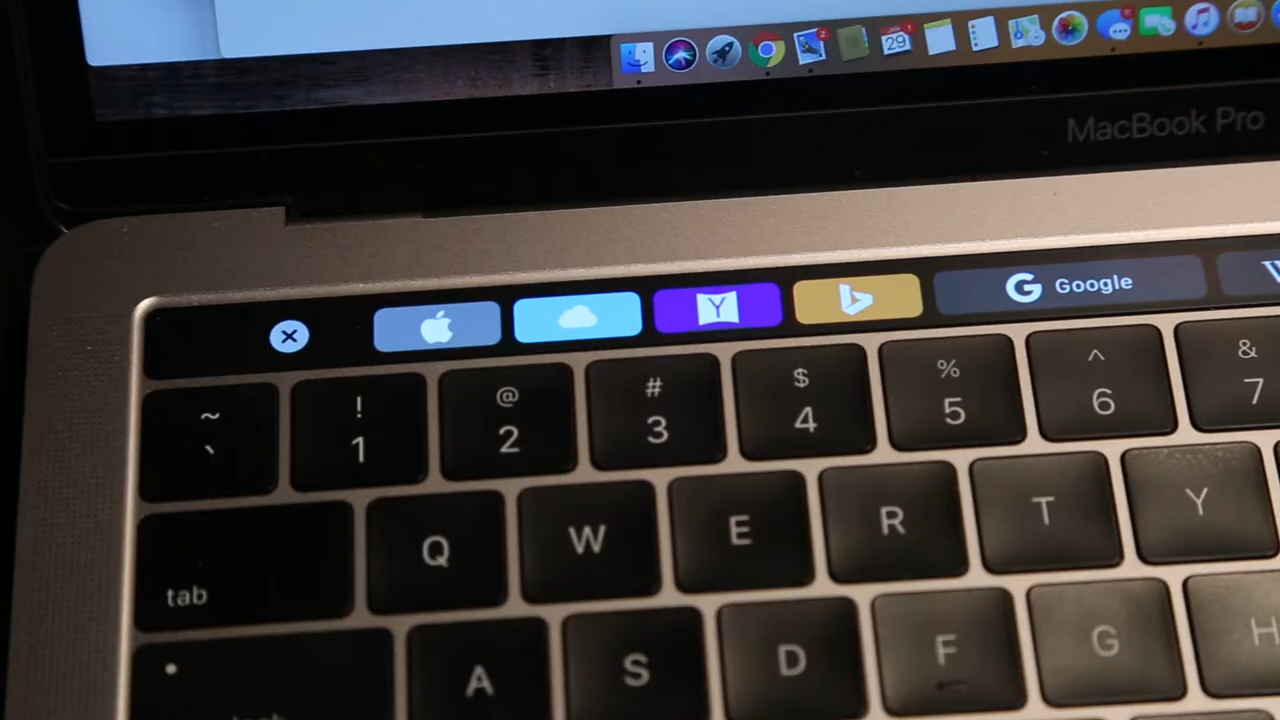 29
MacBook Pro
Y
G Google
~ ! @ # $ % ^ &
` 1 2 3 4 5 6 7
Q W E R T Y
tab
A S D F G H